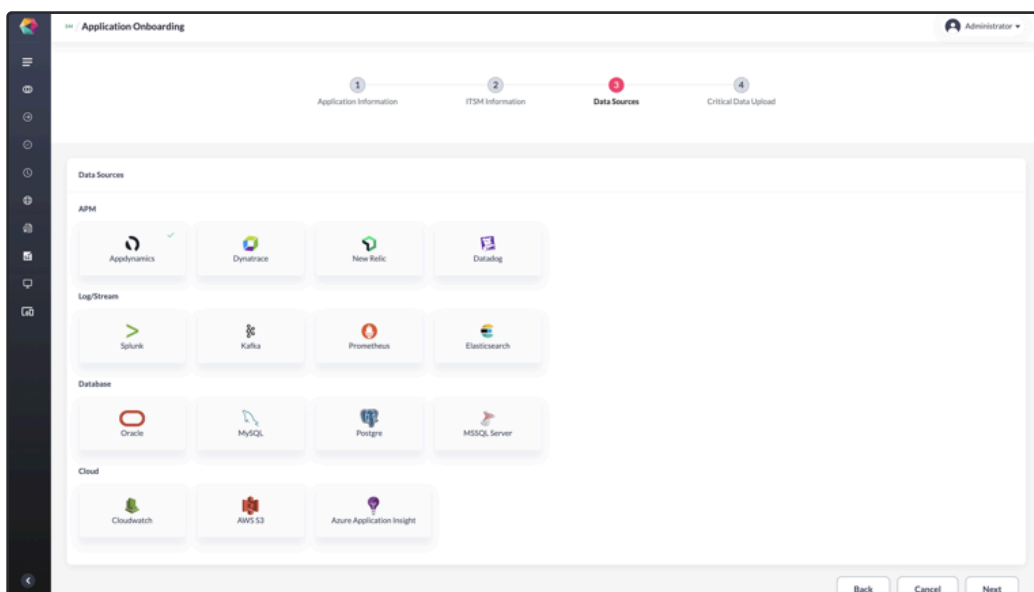 / Application Onboarding
Administrator
1
2
3
4
Application Information
ITSM Information
Data Sources
Critical Data Upload
Data Sources
APM
Appdynamics
Dynatrace
New Relic
Datadog
Log/Stream
Splunk
Kafka
Prometheus
Elasticsearch
Database
Oracle
MySQL
Postgre
MSSQL Server
Cloud
Cloudwatch
AWS S3
Azure Application Insight
Back
Cancel
Next